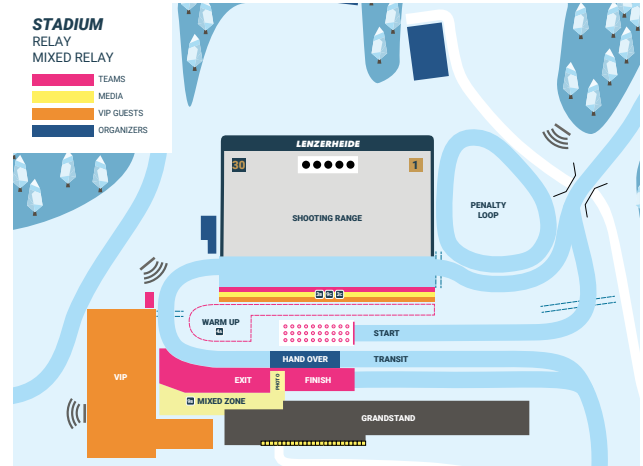 STADIUM
RELAY
MIXED RELAY
TEAMS
MEDIA
VIP GUESTS
ORGANIZERS
LENZERHEIDE
30
1
SHOOTING RANGE
PENALTY
LOOP
WARM UP
START
HAND OVER
TRANSIT
VIP
EXIT
PHOTO
FINISH
MIXED ZONE
GRANDSTAND